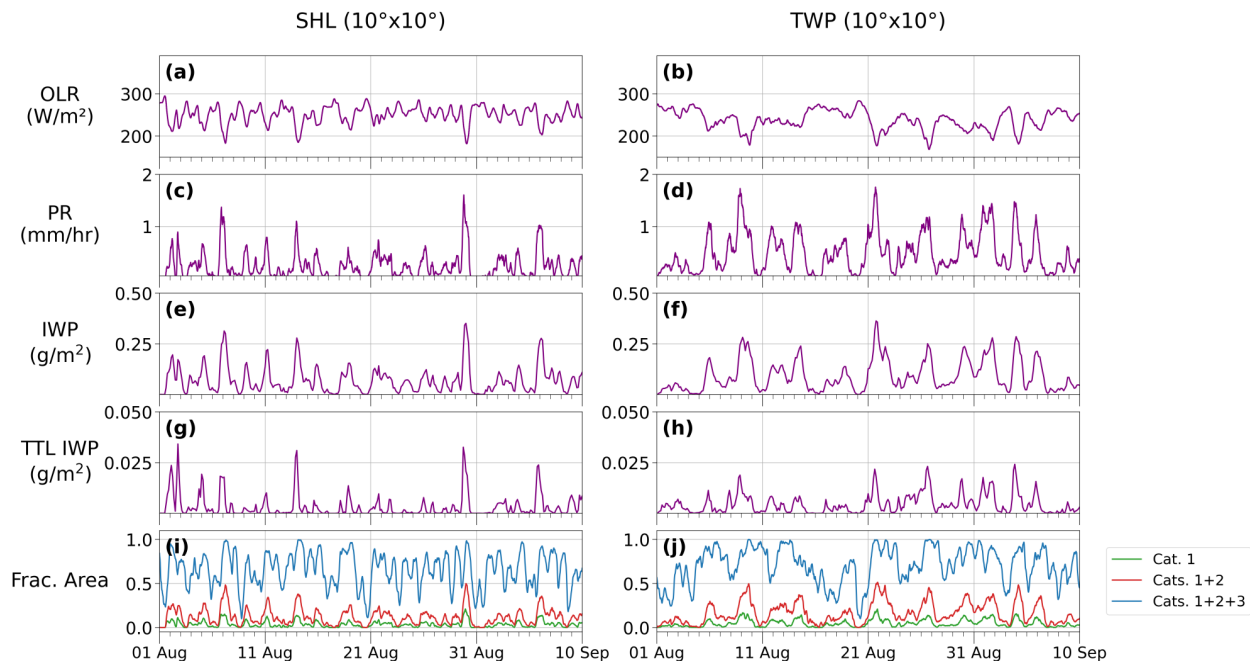 SHL (10°x10°)
TWP (10°x10°)
OLR
(W/m²)
300
200
(a)
300
200
(b)
PR
(mm/hr)
2
1
(c)
2
1
(d)
IWP
(g/m²)
0.50
0.25
(e)
0.50
0.25
(f)
TTL IWP
(g/m²)
0.050
0.025
(g)
0.050
0.025
(h)
Frac. Area
1.0
0.5
0.0
(i)
1.0
0.5
0.0
(j)
Cat. 1
Cats. 1+2
Cats. 1+2+3
01 Aug
11 Aug
21 Aug
31 Aug
10 Sep
01 Aug
11 Aug
21 Aug
31 Aug
10 Sep